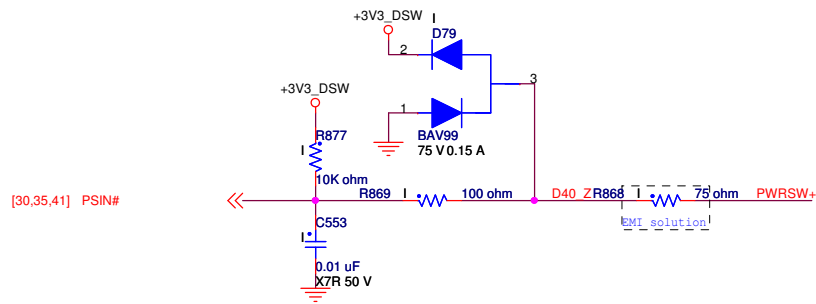 +3V3_DSW
I
D79
2
3
+3V3_DSW
1
R877
BAV99
I
75 V 0.15 A
10K ohm
[30,35,41] PSIN#
R869
I
100 ohm
D40_Z
R868
I
75 ohm
PWRSW+
EMI solution
C553
I
0.01 uF
X7R 50 V